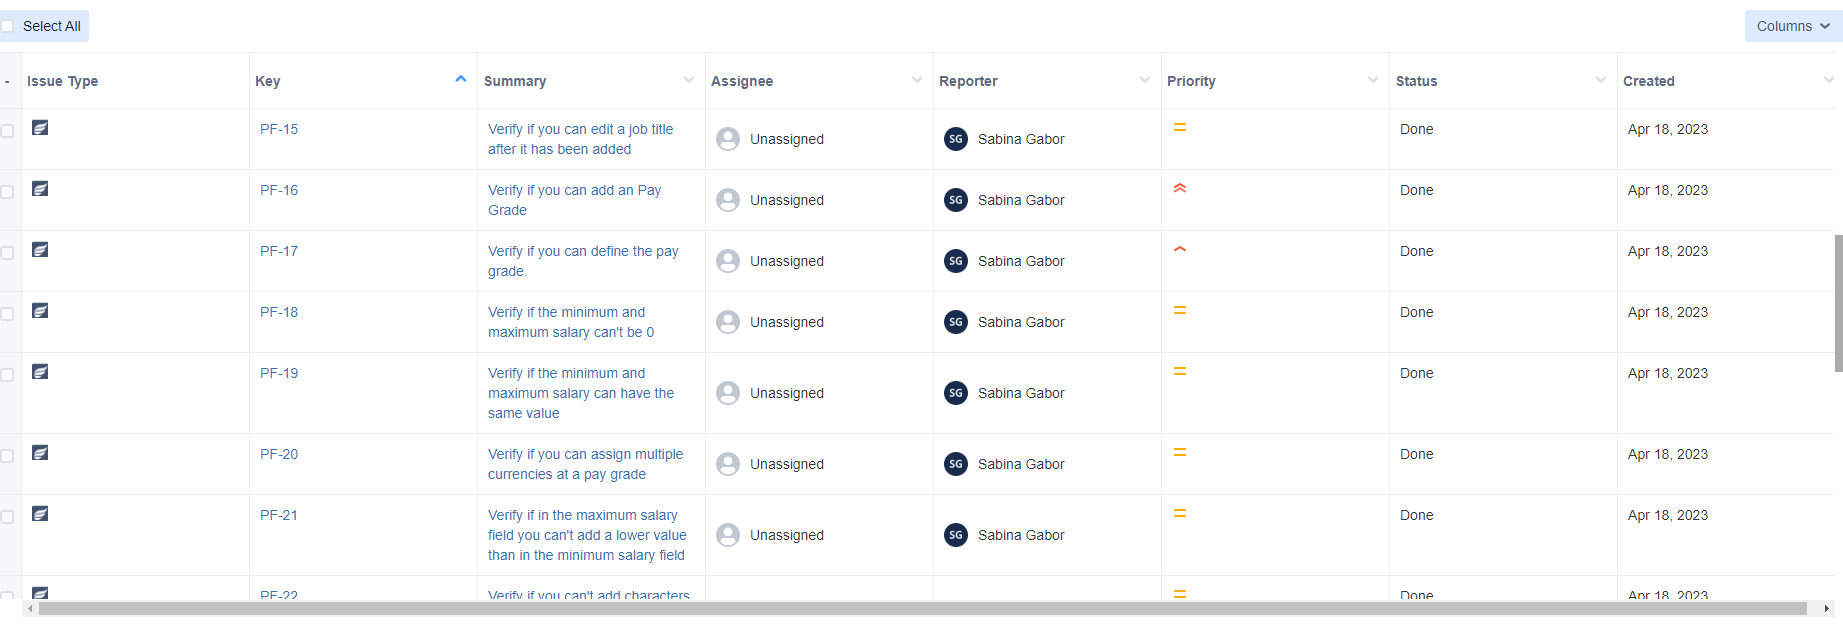 Select All
Columns
- Issue Type Key Summary Assignee Reporter Priority Status Created
PF-15 Verify if you can edit a job title
after it has been added
Unassigned SG Sabina Gabor Done Apr 18, 2023
PF-16 Verify if you can add an Pay
Grade
Unassigned SG Sabina Gabor Done Apr 18, 2023
PF-17 Verify if you can define the pay
grade.
Unassigned SG Sabina Gabor Done Apr 18, 2023
PF-18 Verify if the minimum and
maximum salary can't be 0
Unassigned SG Sabina Gabor Done Apr 18, 2023
PF-19 Verify if the minimum and
maximum salary can have the
same value
Unassigned SG Sabina Gabor Done Apr 18, 2023
PF-20 Verify if you can assign multiple
currencies at a pay grade
Unassigned SG Sabina Gabor Done Apr 18, 2023
PF-21 Verify if in the maximum salary
field you can't add a lower value
than in the minimum salary field
Unassigned SG Sabina Gabor Done Apr 18, 2023
PF-22 Verify if you can't add characters Done Apr 18, 2023